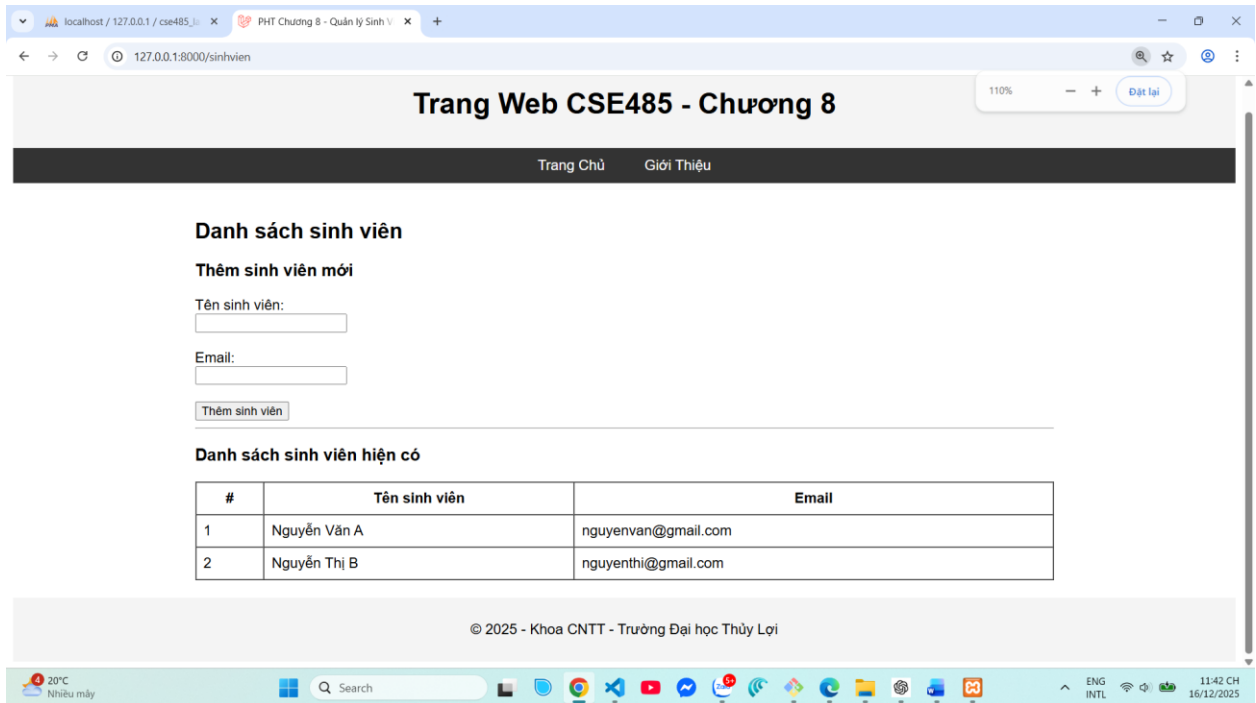 localhost / 127.0.0.1 / cse485_la
PHT Chương 8 - Quản lý Sinh V
127.0.0.1:8000/sinhvien
110%
Đặt lại
Trang Web CSE485 - Chương 8
Trang Chủ Giới Thiệu
Danh sách sinh viên
Thêm sinh viên mới
Tên sinh viên:
Email:
Thêm sinh viên
Danh sách sinh viên hiện có
# Tên sinh viên Email
1 Nguyễn Văn A nguyenvan@gmail.com
2 Nguyễn Thị B nguyenthi@gmail.com
© 2025 - Khoa CNTT - Trường Đại học Thủy Lợi
4 20°C
Nhiều mây
Search
Zalo
5+
ENG
INTL
11:42 CH
16/12/2025